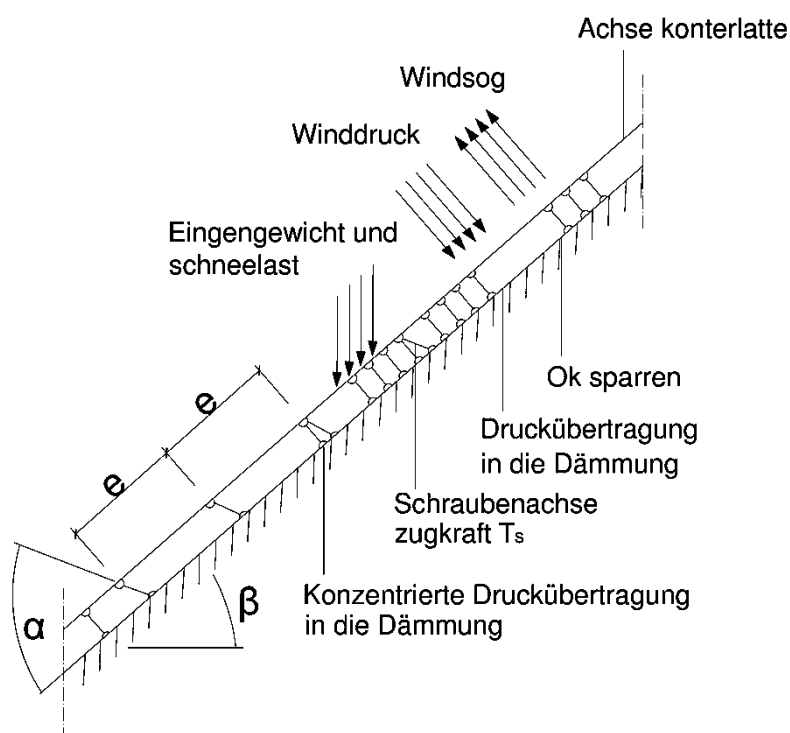 Achse konterlatte
Windsog
Winddruck
Eingengewicht und
schneelast
e
e
Ok sparren
Druckübertragung
in die Dämmung
Schraubenachse
zugkraft Ts
Konzentrierte Druckübertragung
in die Dämmung
β
α